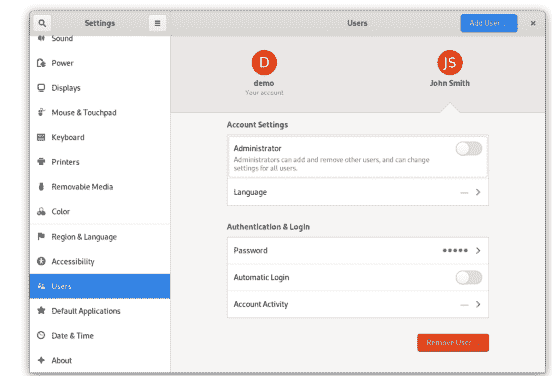 Settings
Users
Add User...
Sound
Power
Displays
Mouse & Touchpad
Keyboard
Printers
Removable Media
Color
Region & Language
Accessibility
Users
Default Applications
Date & Time
About
D
demo
Your account
JS
John Smith
Account Settings
Administrator
Administrators can add and remove other users, and can change
settings for all users.
Language
—
Authentication & Login
Password
•••••
Automatic Login
Account Activity
—
Remove User...